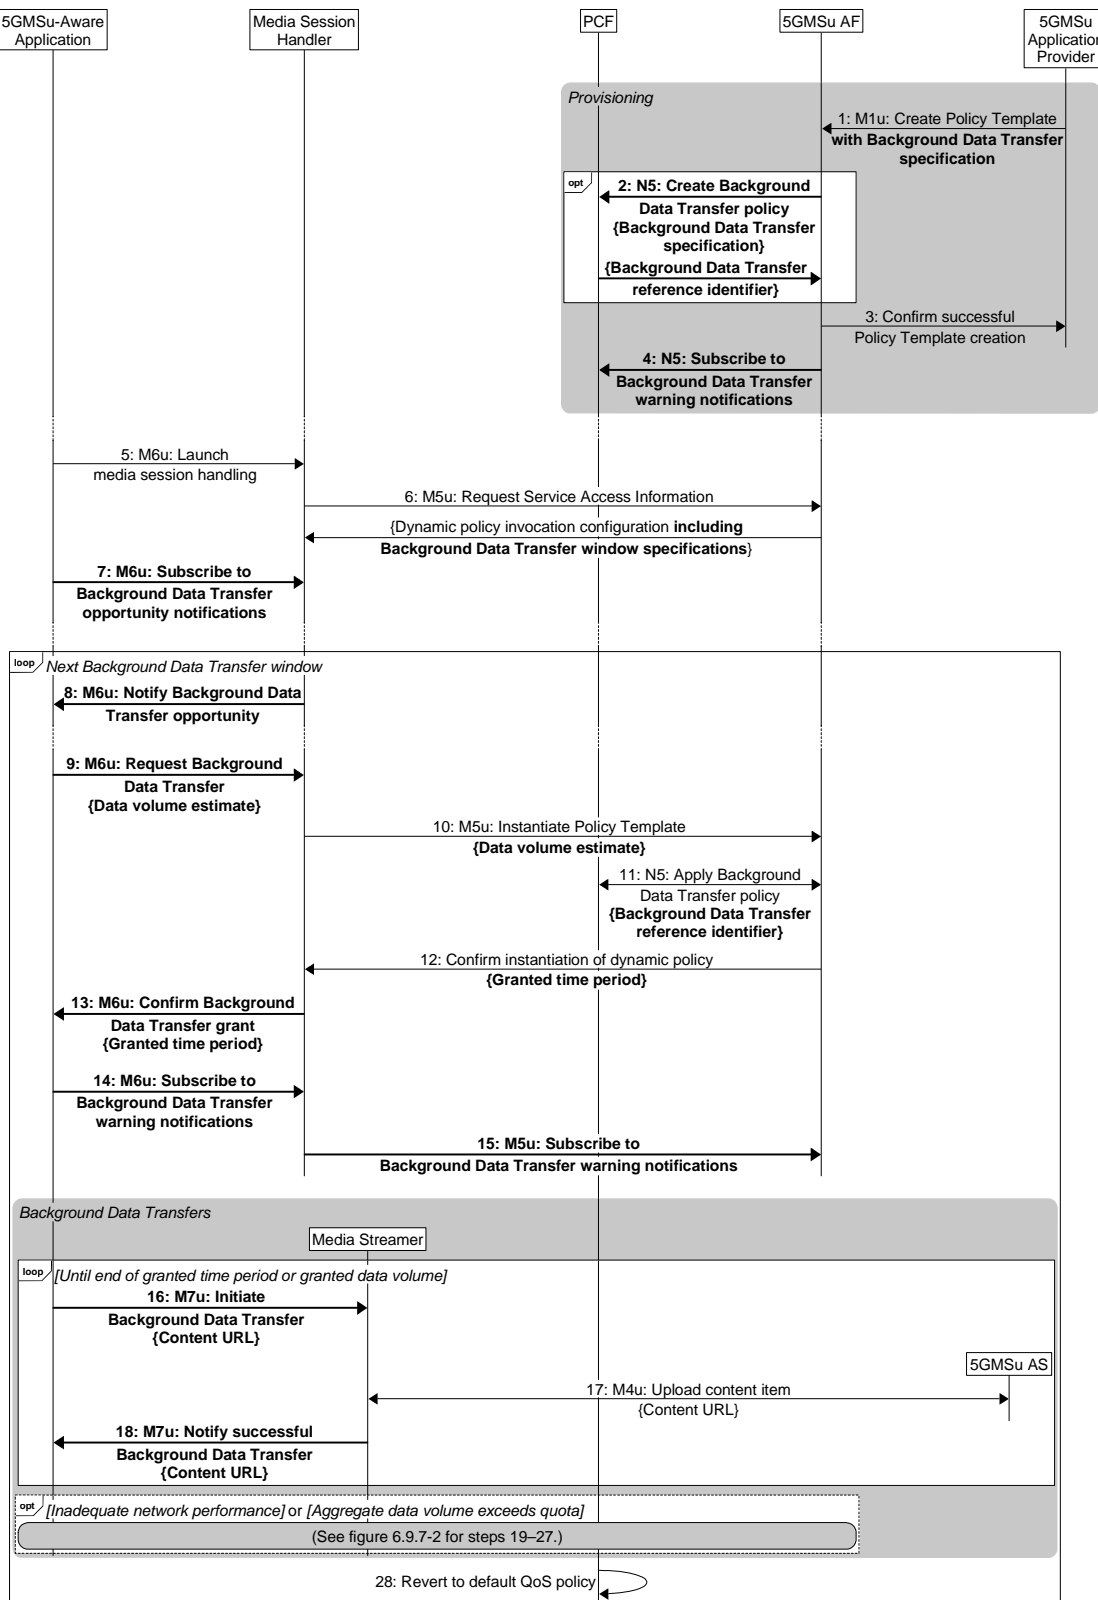 5GMSu-Aware
Application
Media Session
Handler
PCF
5GMSu AF
5GMSu
Application
Provider
Provisioning
1: M1u: Create Policy Template
with Background Data Transfer
specification
opt
2: N5: Create Background
Data Transfer policy
{Background Data Transfer
specification}
{Background Data Transfer
reference identifier}
3: Confirm successful
Policy Template creation
4: N5: Subscribe to
Background Data Transfer
warning notifications
5: M6u: Launch
media session handling
6: M5u: Request Service Access Information
{Dynamic policy invocation configuration including
Background Data Transfer window specifications}
7: M6u: Subscribe to
Background Data Transfer
opportunity notifications
loop
Next Background Data Transfer window
8: M6u: Notify Background Data
Transfer opportunity
9: M6u: Request Background
Data Transfer
{Data volume estimate}
10: M5u: Instantiate Policy Template
{Data volume estimate}
11: N5: Apply Background
Data Transfer policy
{Background Data Transfer
reference identifier}
12: Confirm instantiation of dynamic policy
{Granted time period}
13: M6u: Confirm Background
Data Transfer grant
{Granted time period}
14: M6u: Subscribe to
Background Data Transfer
warning notifications
15: M5u: Subscribe to
Background Data Transfer warning notifications
Background Data Transfers
Media Streamer
loop
[Until end of granted time period or granted data volume]
16: M7u: Initiate
Background Data Transfer
{Content URL}
5GMSu AS
17: M4u: Upload content item
{Content URL}
18: M7u: Notify successful
Background Data Transfer
{Content URL}
opt
[Inadequate network performance] or [Aggregate data volume exceeds quota]
(See figure 6.9.7-2 for steps 19–27.)
28: Revert to default QoS policy